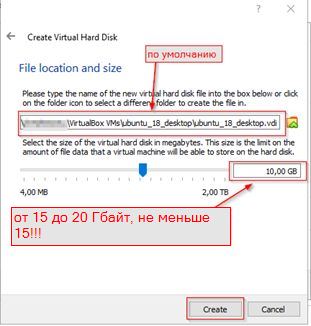 Create Virtual Hard Disk
по умолчанию
File location and size
Please type the name of the new virtual hard disk file into the box below or click
on the folder icon to select a different folder to create the file in.
\VirtualBox VMs\ubuntu_18_desktop\ubuntu_18_desktop.vdi
Select the size of the virtual hard disk in megabytes. This size is the limit on the
amount of file data that a virtual machine will be able to store on the hard disk.
10,00 GB
4,00 MB
2,00 TB
от 15 до 20 Гбайт, не меньше
15!!!
Create
Cancel